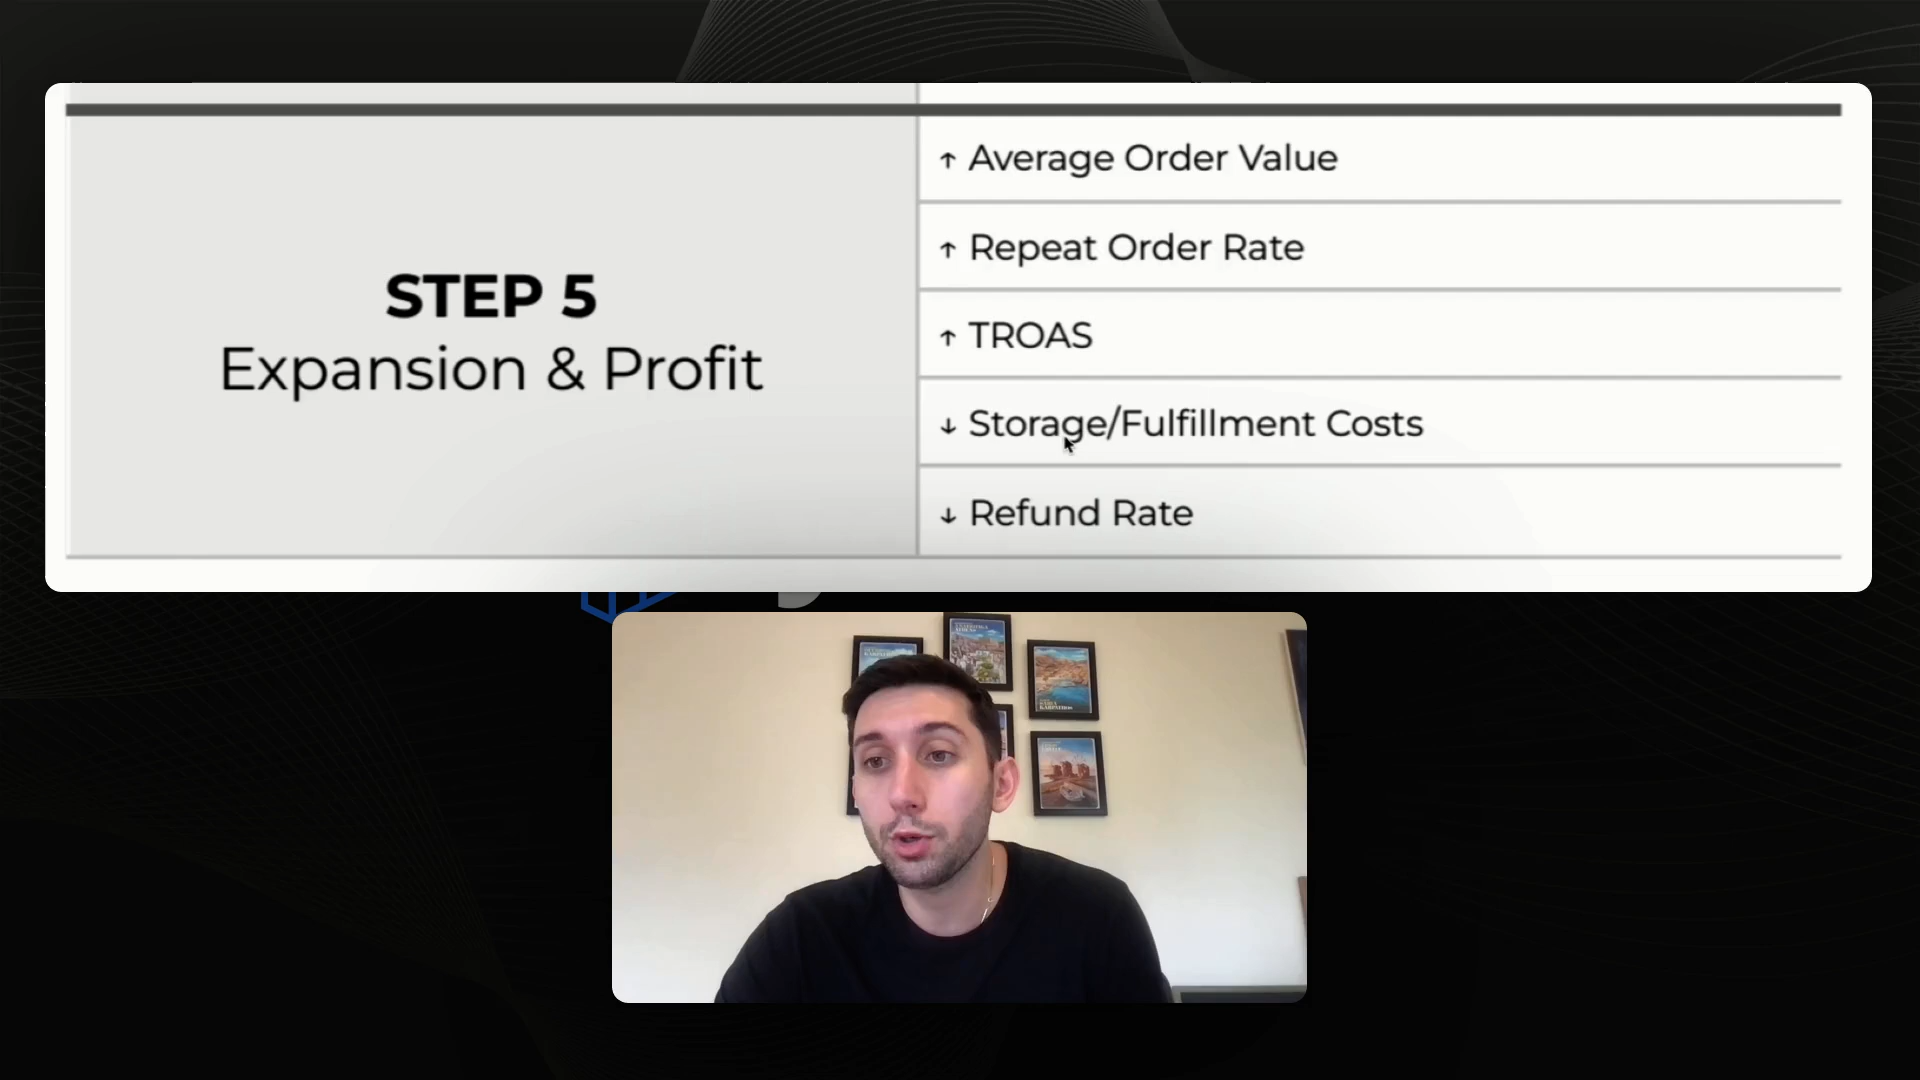 STEP 5
Expansion & Profit
↑ Average Order Value
↑ Repeat Order Rate
↑ TROAS
↓ Storage/Fulfillment Costs
↓ Refund Rate